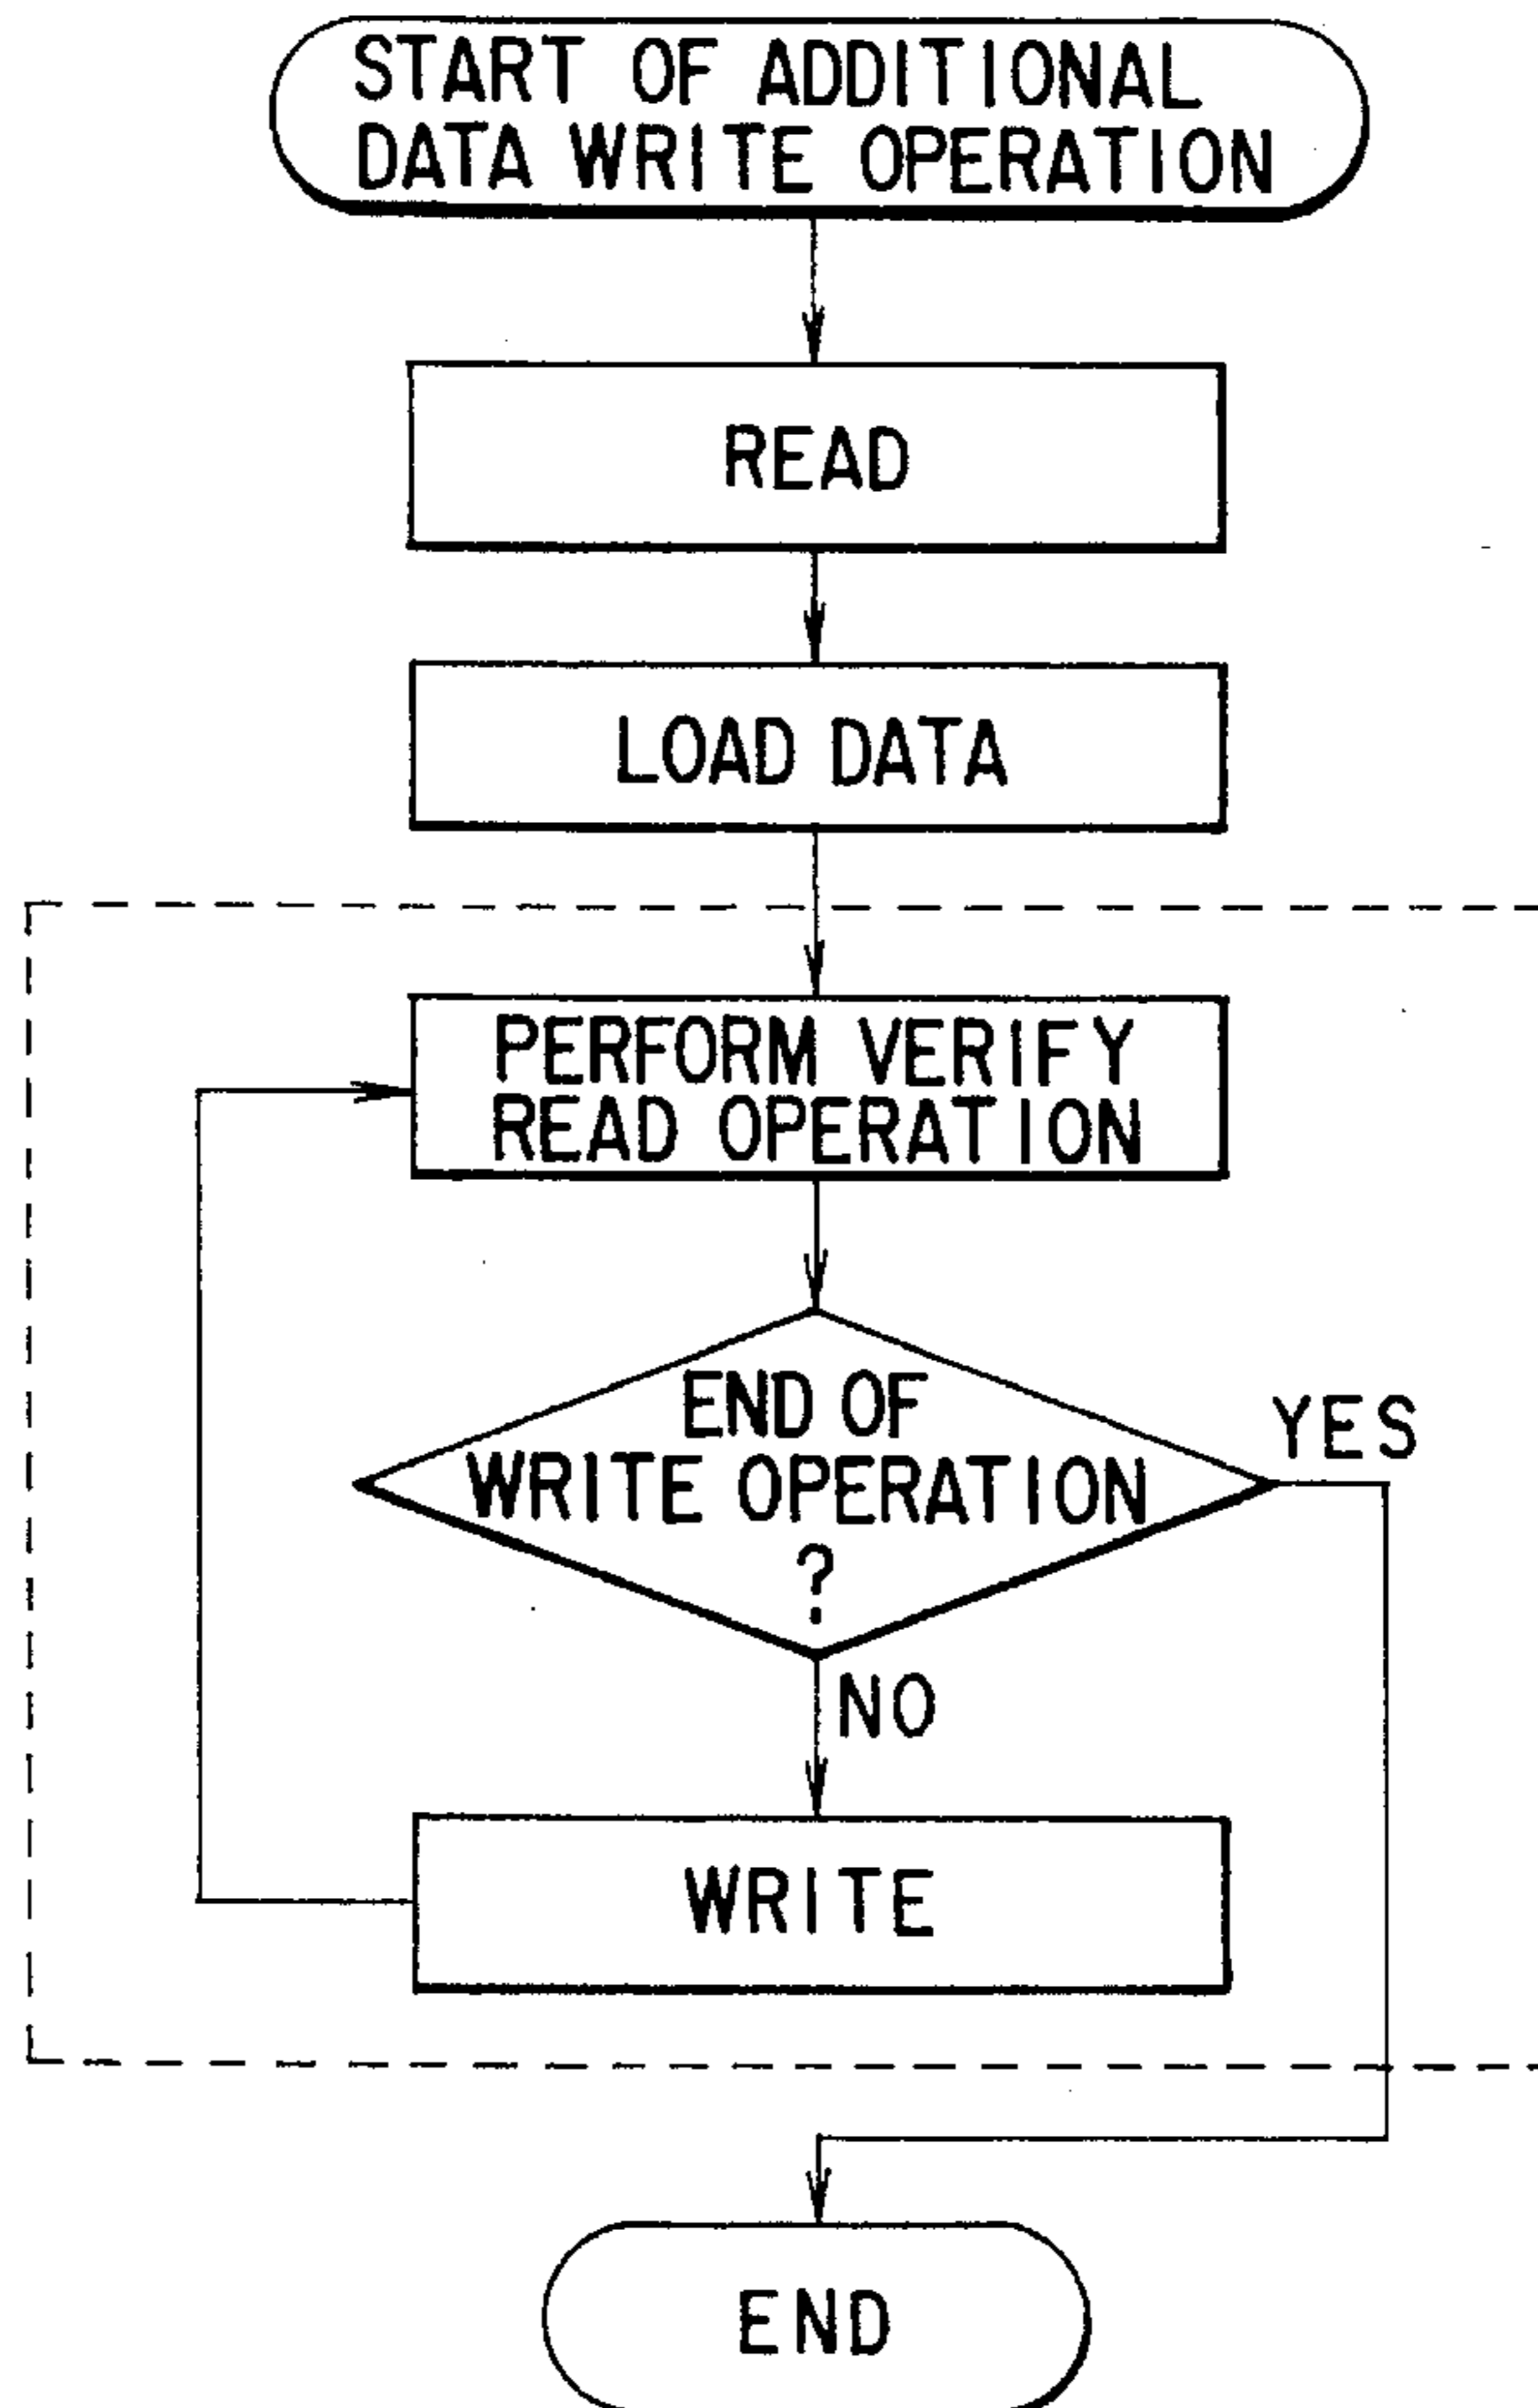 START OF ADDITIONAL
DATA WRITE OPERATION
READ
LOAD DATA
PERFORM VERIFY
READ OPERATION
END OF
WRITE OPERATION
?
YES
NO
WRITE
END